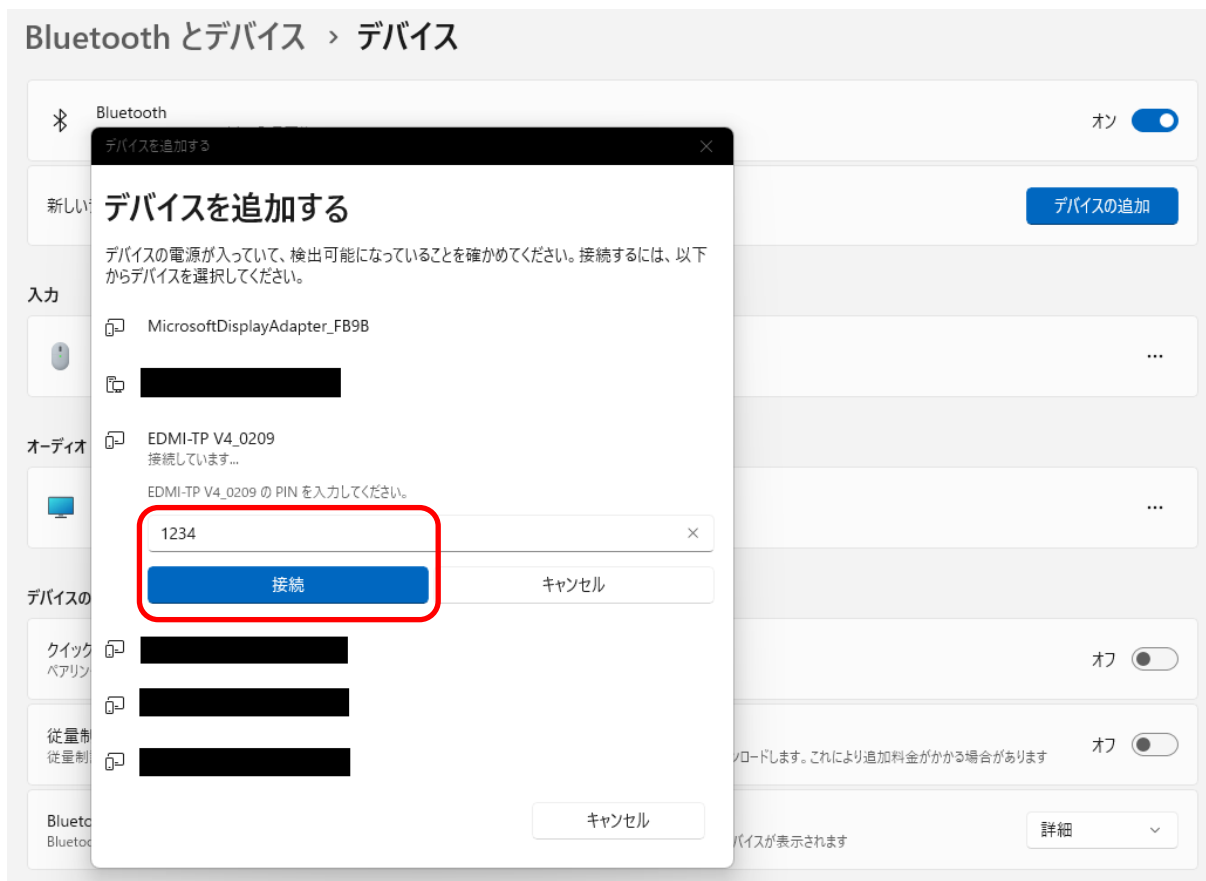 Bluetooth とデバイス › デバイス
Bluetooth
オン
デバイスを追加する
新しい
デバイスの追加
デバイスを追加する
デバイスの電源が入っていて、検出可能になっていることを確かめてください。接続するには、以下
からデバイスを選択してください。
入力
MicrosoftDisplayAdapter_FB9B
オーディオ
EDMI-TP V4_0209
接続しています...
EDMI-TP V4_0209 の PIN を入力してください。
1234
接続
キャンセル
デバイスの
クイック
ペアリン
オフ
従量制
従量制
ンロードします。これにより追加料金がかかる場合があります
オフ
キャンセル
Bluetoo
Bluetoo
バイスが表示されます
詳細